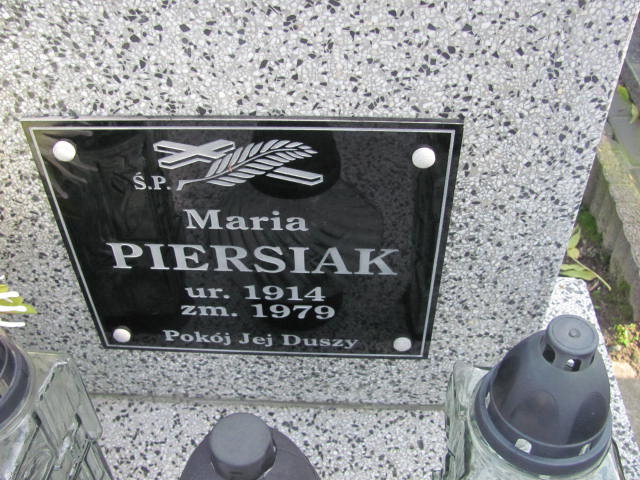 Ś.P.
Maria
PIERSIAK
ur. 1914
zm. 1979
Pokój Jej Duszy